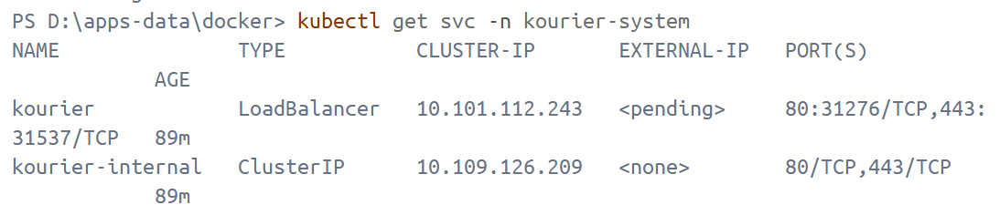 PS D:\apps-data\docker> kubectl get svc -n kourier-system
NAME               TYPE           CLUSTER-IP       EXTERNAL-IP   PORT(S)
            AGE
kourier            LoadBalancer   10.101.112.243   <pending>     80:31276/TCP,443:
31537/TCP   89m
kourier-internal   ClusterIP      10.109.126.209   <none>        80/TCP,443/TCP
            89m